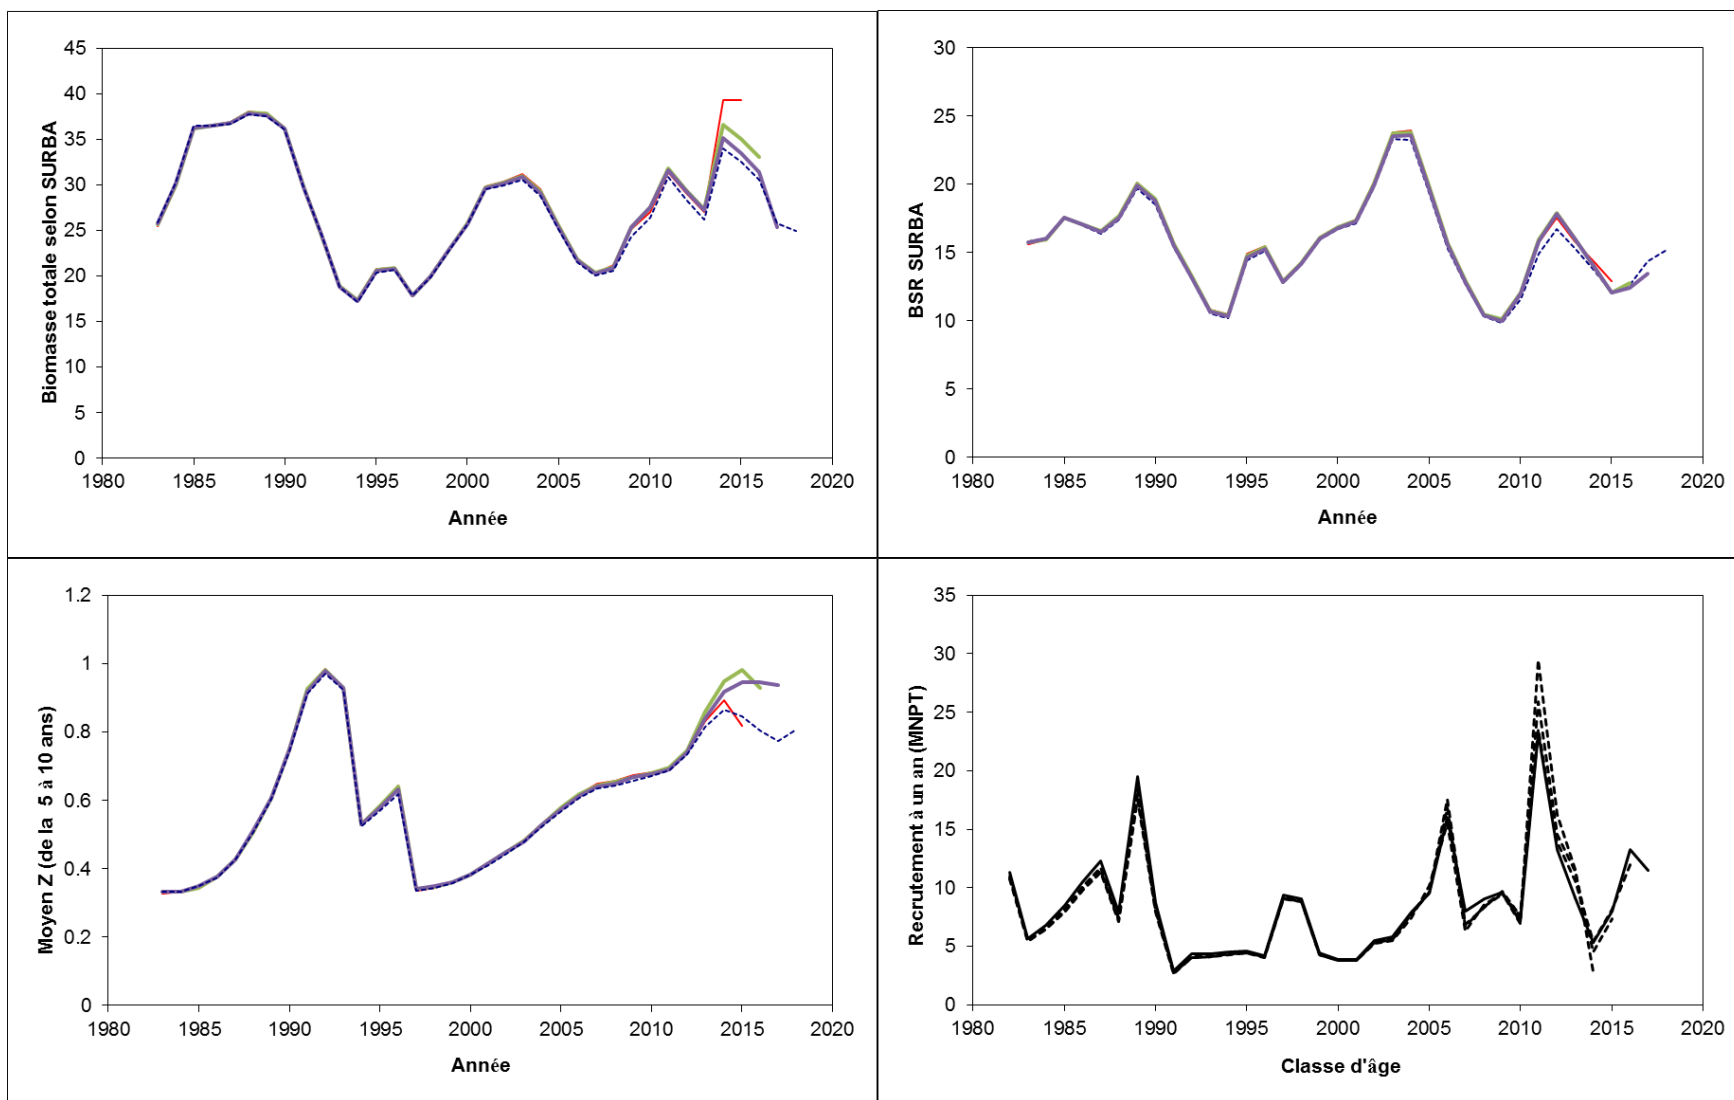 Biomasse totale selon SURBA
45
40
35
30
25
20
15
10
5
0
1980 1985 1990 1995 2000 2005 2010 2015 2020
Année
BSR SURBA
30
25
20
15
10
5
0
1980 1985 1990 1995 2000 2005 2010 2015 2020
Année
Moyen Z (de la 5 à 10 ans)
1.2
1
0.8
0.6
0.4
0.2
0
1980 1985 1990 1995 2000 2005 2010 2015 2020
Année
Recrutement à un an (MNPT)
35
30
25
20
15
10
5
0
1980 1985 1990 1995 2000 2005 2010 2015 2020
Classe d'âge